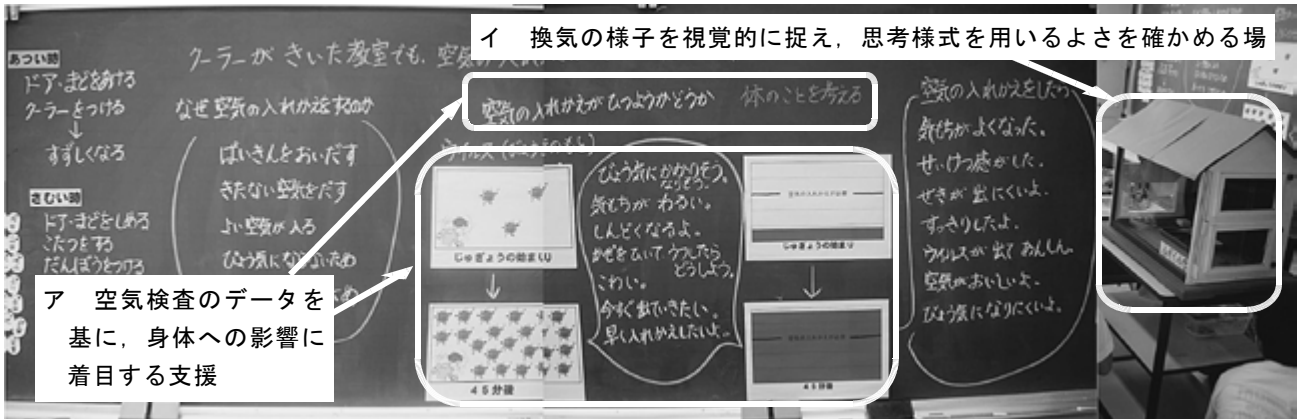 イ 換気の様子を視覚的に捉え，思考様式を用いるよさを確かめる場
あつい時
ドア・まどをあける
クーラーをつける
↓
すずしくなる
さむい時
ドア・まどをしめる
こたつをする
だんぼうをつける
クーラーが きいた教室でも、空気の
なぜ空気の入れかえをするのか
ばいきんをおいだす
きたない空気をだす
よい空気が入る
びょう気にならないため
ア 空気検査のデータを
基に，身体への影響に
着目する支援
空気の入れかえがひつようかどうか
体のことを考える
ウイルス
じゅぎょうの始まり
↓
４５分後
びょう気にかかりそう。
なりそう。
気もちが わるい。
しんどくなるよ。
かぜをひいて うつしたら
どうしよう。
こわい。
今すぐ出ていきたい。
早く入れかえしたいよ。
じゅぎょうの始まり
↓
４５分後
空気の入れかえをしたら
気もちがよくなった。
せいけつ感がした。
せきが出にくいよ。
すっきりしたよ。
ウイルスが出て あんしん。
空気がおいしいよ。
びょう気になりにくいよ。